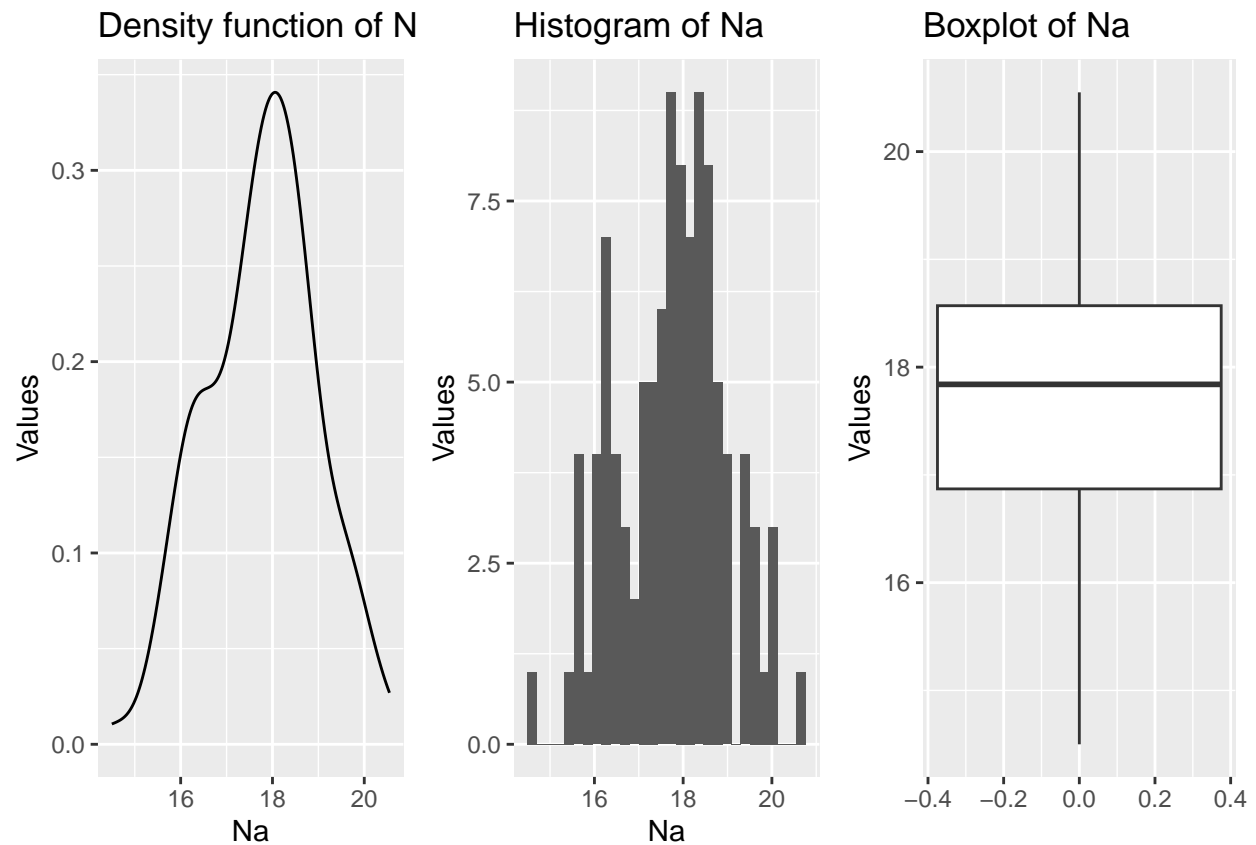 Density function of N
0.3
0.2
0.1
0.0
Values
16 18 20
Na
Histogram of Na
7.5
5.0
2.5
0.0
Values
16 18 20
Na
Boxplot of Na
20
18
16
Values
−0.4 −0.2 0.0 0.2 0.4